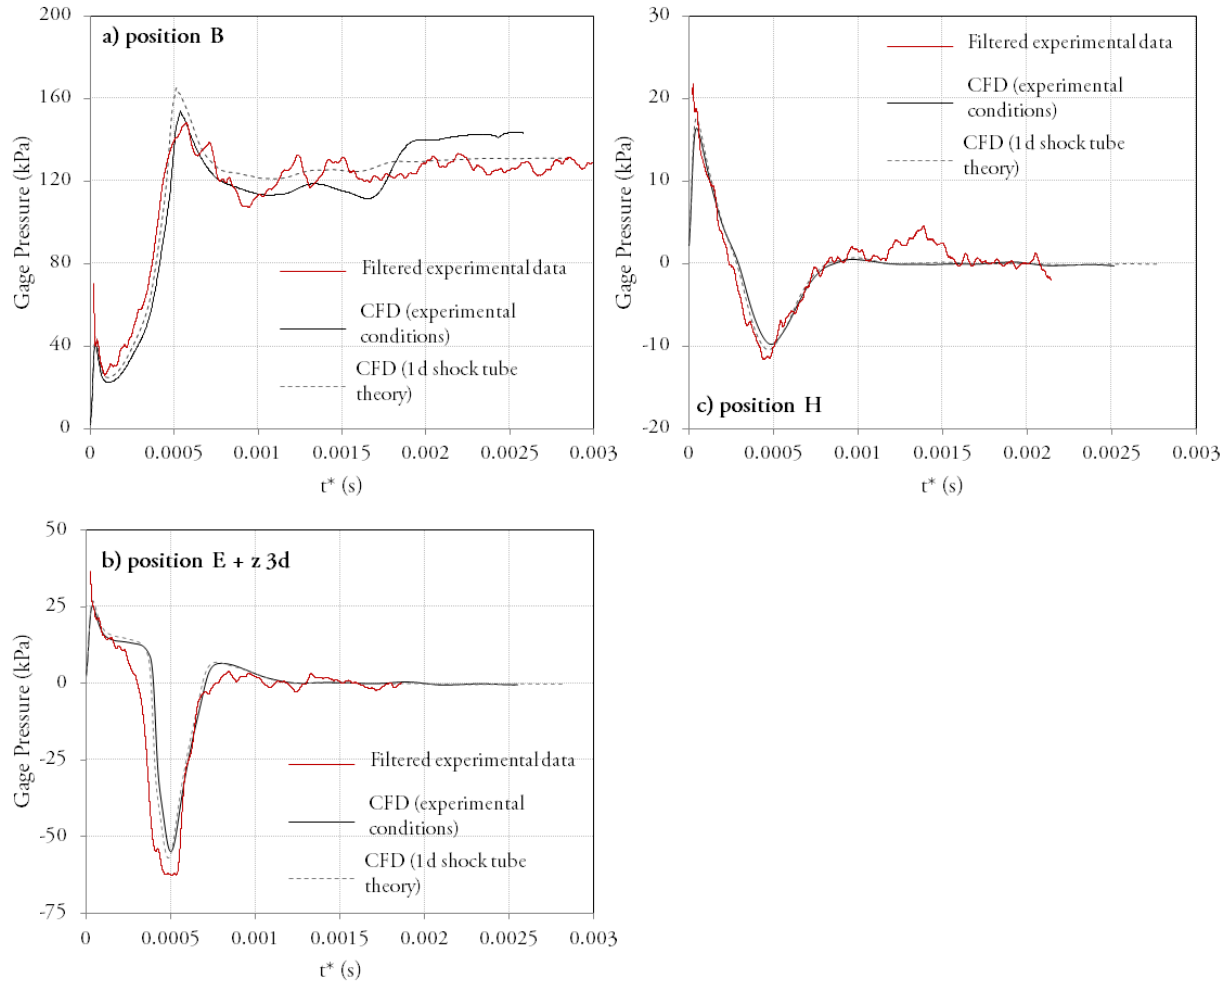 200
160
120
80
40
0
Gage Pressure (kPa)
a) position B
Filtered experimental data
CFD (experimental
conditions)
CFD (1d shock tube
theory)
0 0.0005 0.001 0.0015 0.002 0.0025 0.003
t* (s)
30
20
10
0
-10
-20
Gage Pressure (kPa)
Filtered experimental data
CFD (experimental
conditions)
CFD (1d shock tube
theory)
c) position H
0 0.0005 0.001 0.0015 0.002 0.0025 0.003
t* (s)
50
25
0
-25
-50
-75
Gage Pressure (kPa)
b) position E + z 3d
Filtered experimental data
CFD (experimental
conditions)
CFD (1d shock tube
theory)
0 0.0005 0.001 0.0015 0.002 0.0025 0.003
t* (s)